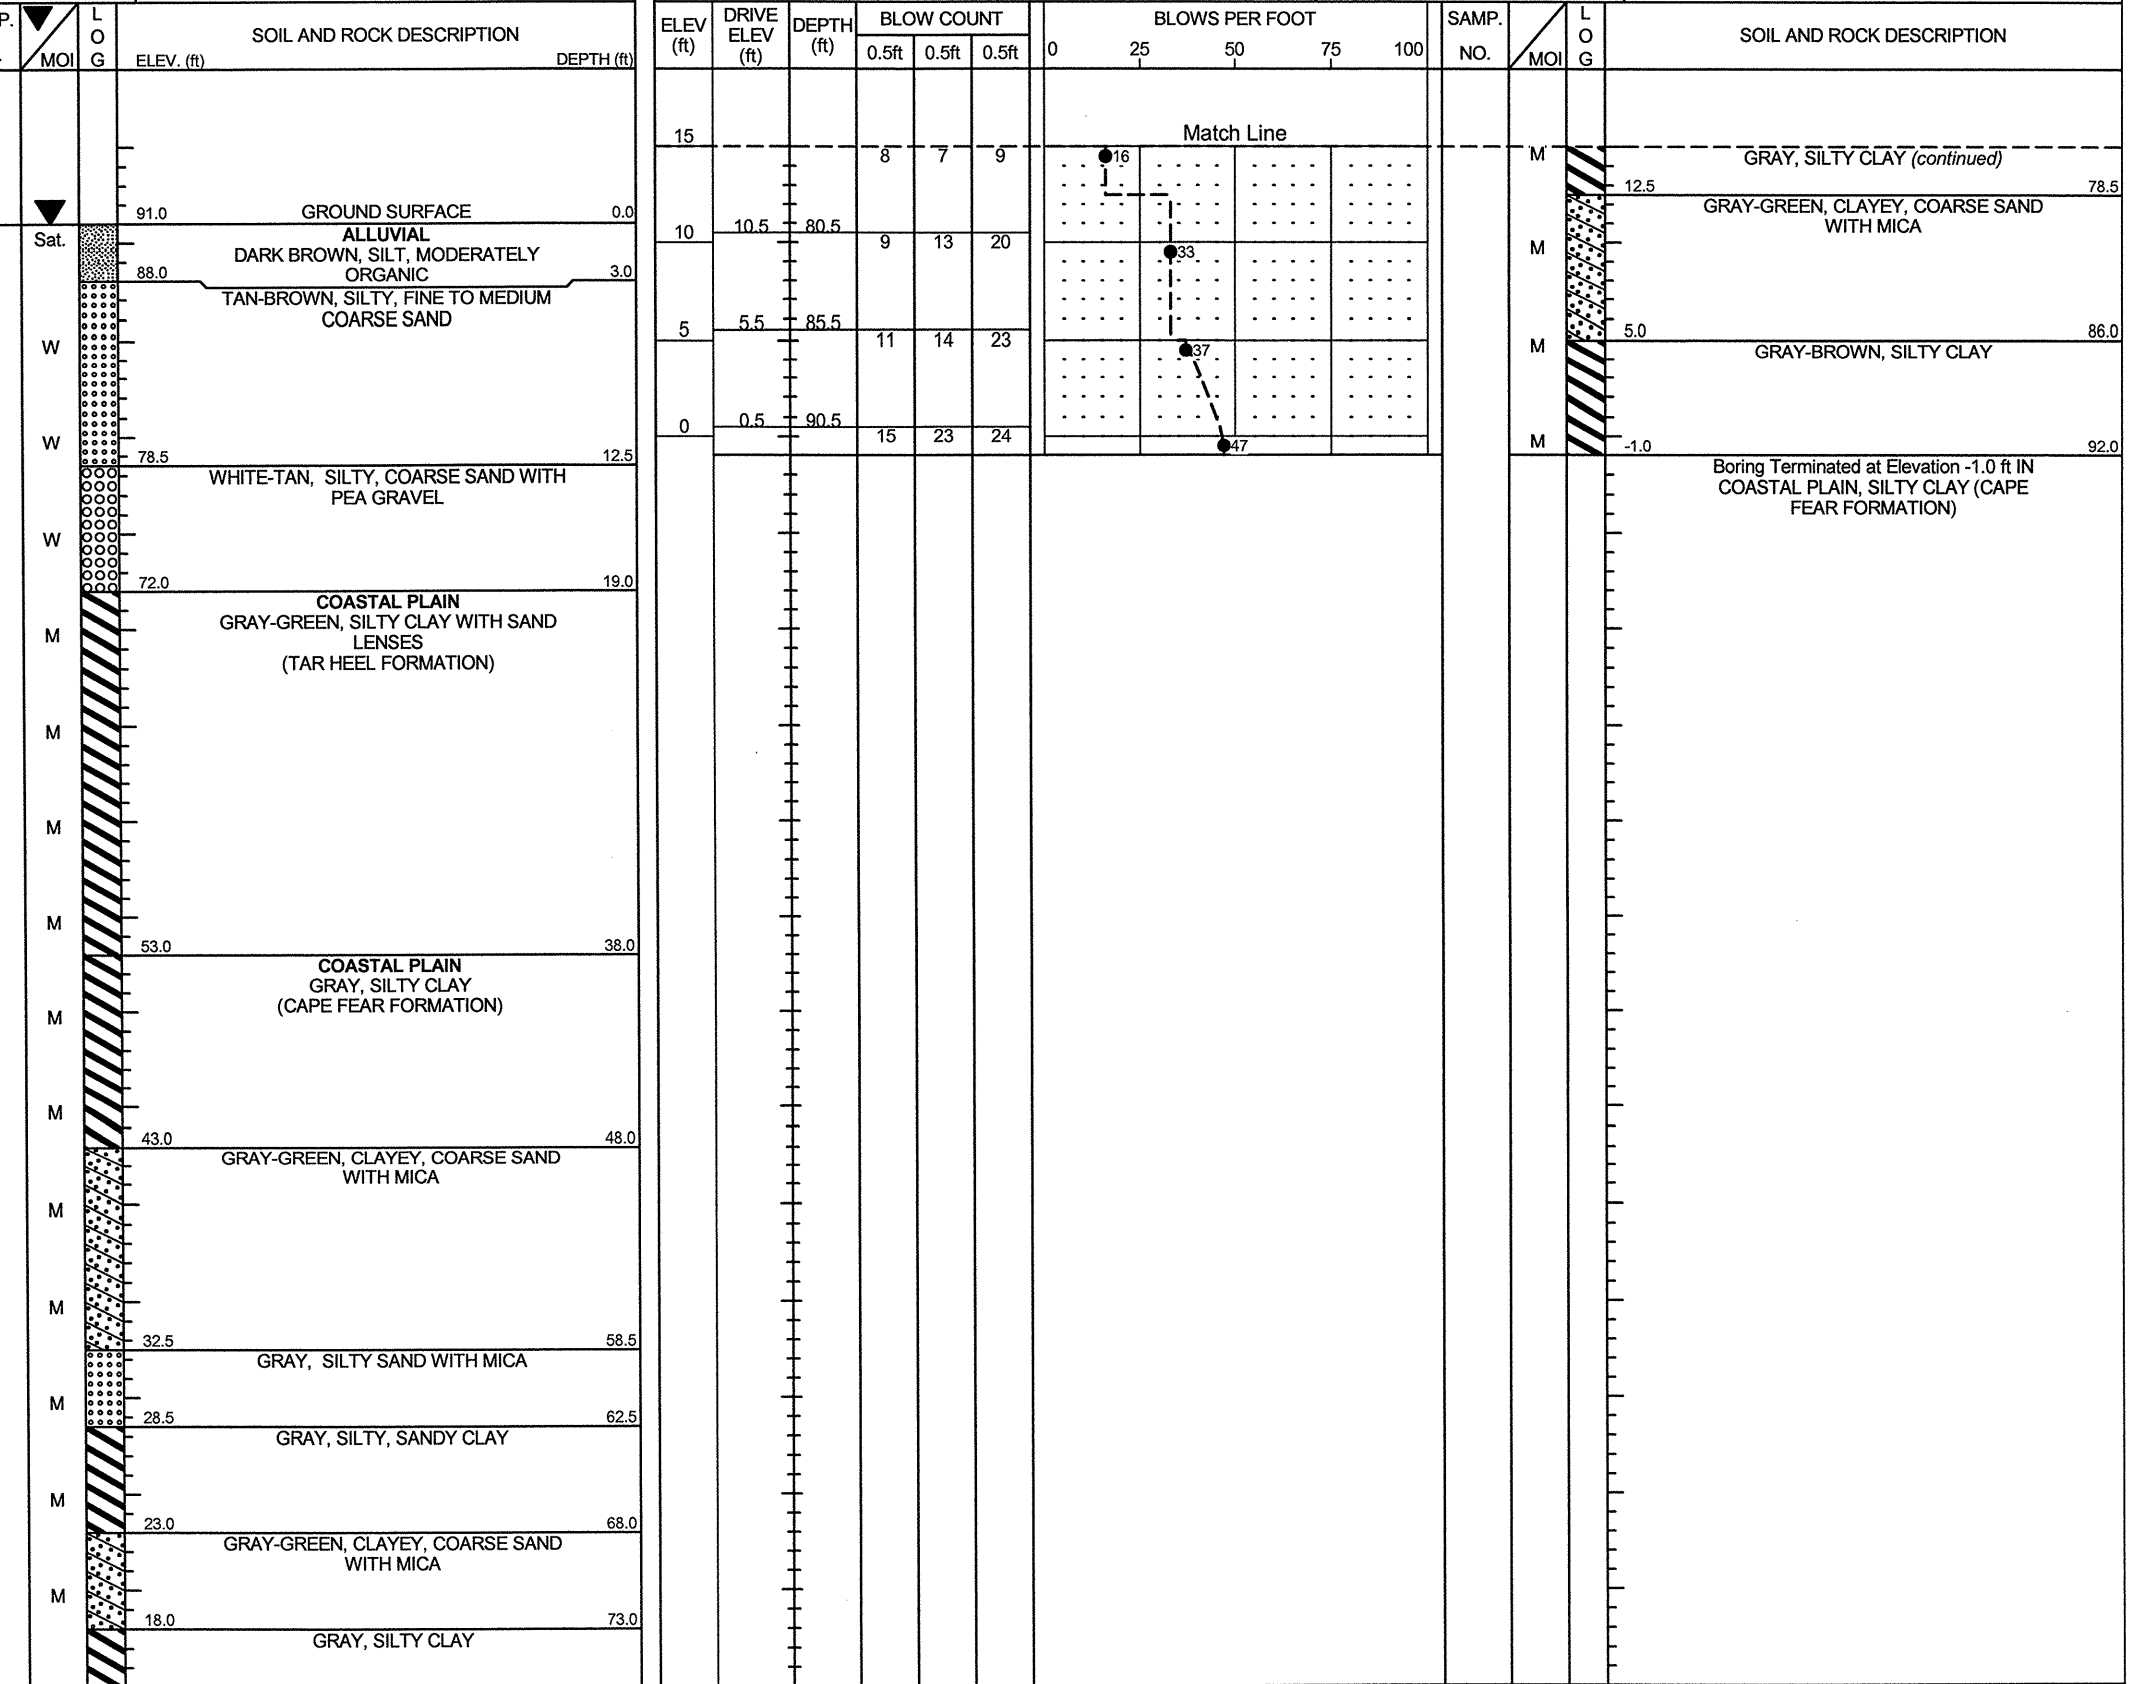 P.
MOI
L
O
G
SOIL AND ROCK DESCRIPTION
ELEV. (ft) DEPTH (ft)
91.0 GROUND SURFACE 0.0
Sat.
ALLUVIAL
DARK BROWN, SILT, MODERATELY
ORGANIC
88.0 3.0
TAN-BROWN, SILTY, FINE TO MEDIUM
COARSE SAND
W
W
78.5 12.5
WHITE-TAN, SILTY, COARSE SAND WITH
PEA GRAVEL
W
72.0 19.0
COASTAL PLAIN
GRAY-GREEN, SILTY CLAY WITH SAND
LENSES
(TAR HEEL FORMATION)
M
M
M
M
53.0 38.0
COASTAL PLAIN
GRAY, SILTY CLAY
(CAPE FEAR FORMATION)
M
M
43.0 48.0
GRAY-GREEN, CLAYEY, COARSE SAND
WITH MICA
M
M
32.5 58.5
GRAY, SILTY SAND WITH MICA
M
28.5 62.5
GRAY, SILTY, SANDY CLAY
M
23.0 68.0
GRAY-GREEN, CLAYEY, COARSE SAND
WITH MICA
M
18.0 73.0
GRAY, SILTY CLAY
ELEV
(ft)
DRIVE
ELEV
(ft)
DEPTH
(ft)
BLOW COUNT
0.5ft 0.5ft 0.5ft
BLOWS PER FOOT
0 25 50 75 100
SAMP.
NO.
MOI
L
O
G
SOIL AND ROCK DESCRIPTION
Match Line
15
8 7 9 16 M
GRAY, SILTY CLAY (continued)
12.5 78.5
GRAY-GREEN, CLAYEY, COARSE SAND
WITH MICA
10 10.5 80.5
9 13 20 33 M
5 5.5 85.5 5.0 86.0
11 14 23 37 M
GRAY-BROWN, SILTY CLAY
0 0.5 90.5
15 23 24 47 M
-1.0 92.0
Boring Terminated at Elevation -1.0 ft IN
COASTAL PLAIN, SILTY CLAY (CAPE
FEAR FORMATION)